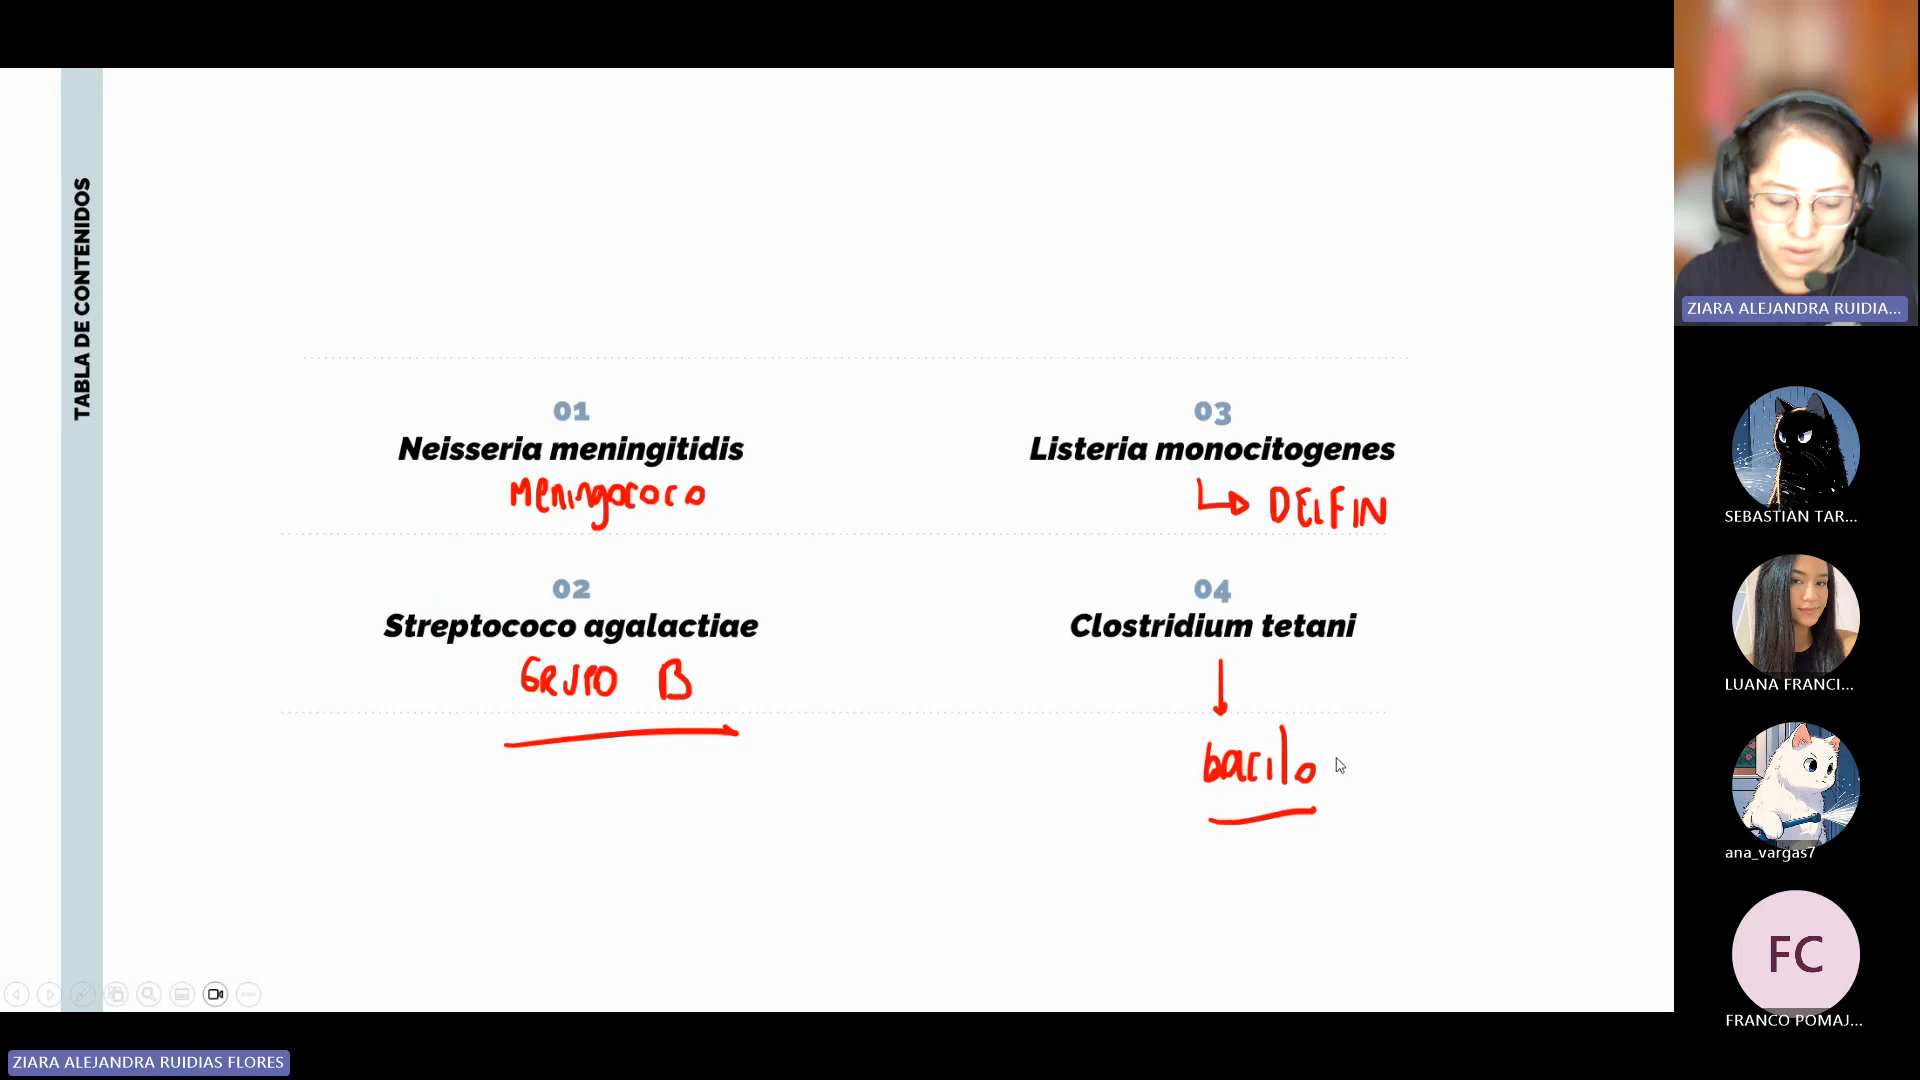 TABLA DE CONTENIDOS
01
Neisseria meningitidis
Meningococo
02
Streptococo agalactiae
GRUPO B
03
Listeria monocitogenes
DELFIN
04
Clostridium tetani
bacilo
ZIARA ALEJANDRA RUIDIA...
SEBASTIAN TAR...
LUANA FRANCI...
ana_vargas7
FC
FRANCO POMAJ...
ZIARA ALEJANDRA RUIDIAS FLORES